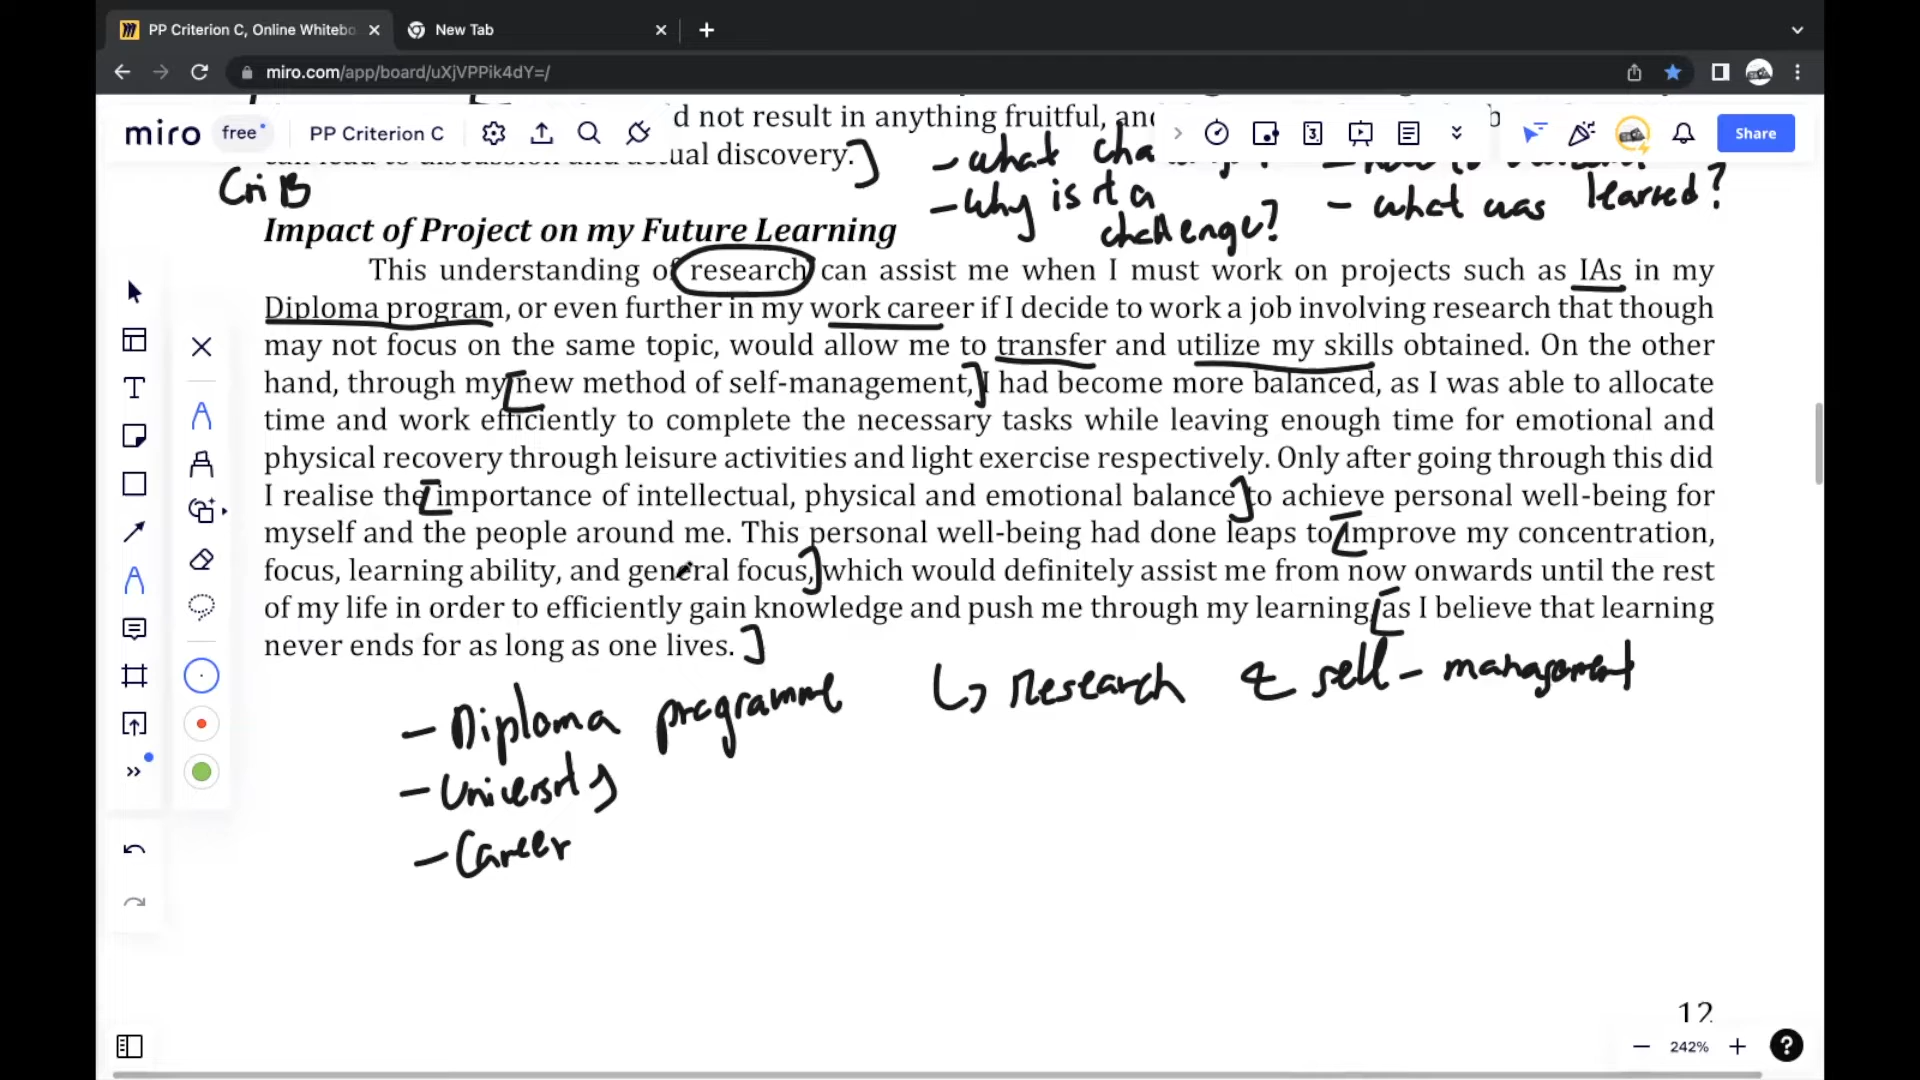 PP Criterion C, Online Whitebo
New Tab
miro.com/app/board/uXjVPPik4dY=/
d not result in anything fruitful, and
miro free PP Criterion C
3
Share
ual discovery.
- what
Cri B
- why is it a challenge?
- what was learned?
Impact of Project on my Future Learning
This understanding of research can assist me when I must work on projects such as IAs in my
Diploma program, or even further in my work career if I decide to work a job involving research that though
may not focus on the same topic, would allow me to transfer and utilize my skills obtained. On the other
hand, through my new method of self-management, I had become more balanced, as I was able to allocate
time and work efficiently to complete the necessary tasks while leaving enough time for emotional and
physical recovery through leisure activities and light exercise respectively. Only after going through this did
I realise the importance of intellectual, physical and emotional balance to achieve personal well-being for
myself and the people around me. This personal well-being had done leaps to improve my concentration,
focus, learning ability, and general focus, which would definitely assist me from now onwards until the rest
of my life in order to efficiently gain knowledge and push me through my learning, as I believe that learning
never ends for as long as one lives.
- Diploma programme
↳ research & self-management
- University
- Career
12
242%